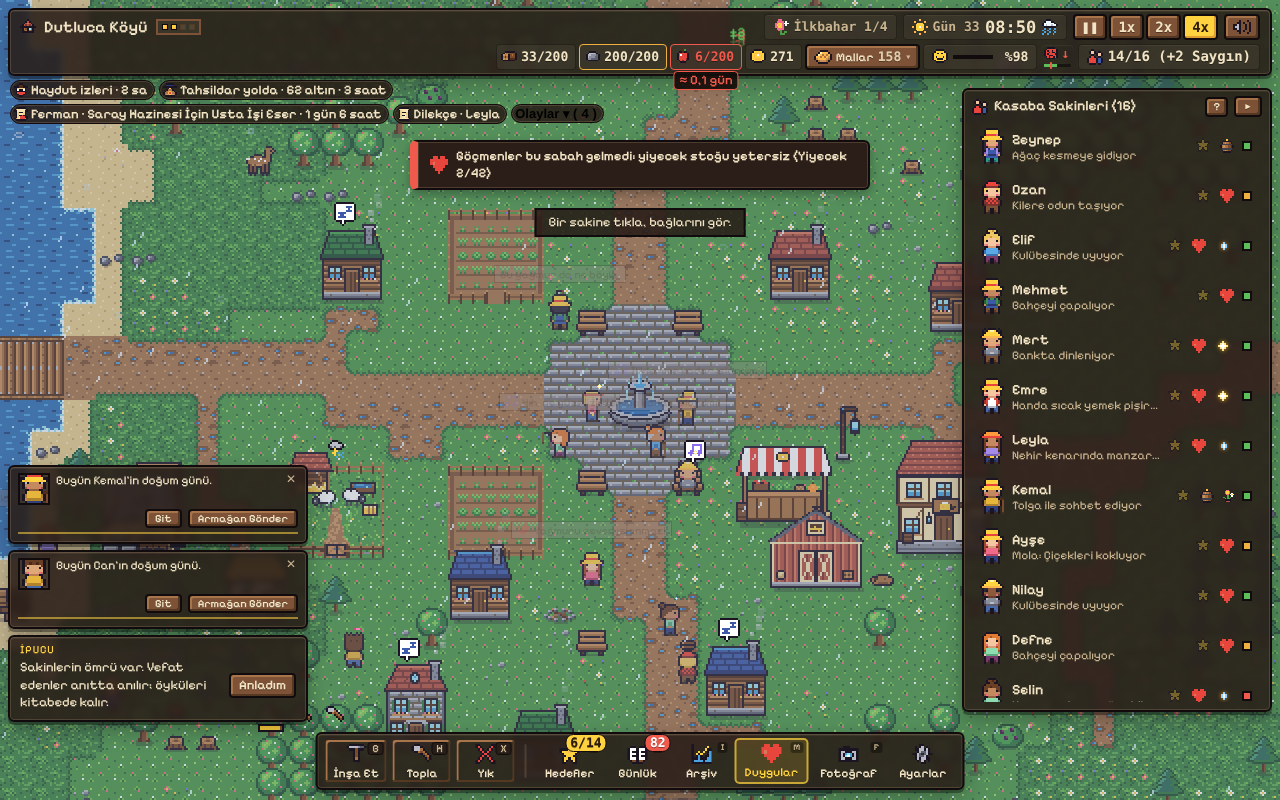 Dutluca Köyü
İlkbahar 1/4
Gün 33 08:50
1x
2x
4x
33/200
200/200
6/200
271
Mallar 158 ▾
%98
14/16 (+2 Saygın)
≈ 0.1 gün
Haydut izleri · 2 sa
Tahsildar yolda · 62 altın · 3 saat
Ferman · Saray Hazinesi İçin Usta İşi Eser · 1 gün 6 saat
Dilekçe · Leyla
Olaylar ▾ ( 4 )
Göçmenler bu sabah gelmedi: yiyecek stoğu yetersiz (Yiyecek
2/42)
Bir sakine tıkla, bağlarını gör.
Kasaba Sakinleri (16)
?
Zeynep
Ağaç kesmeye gidiyor
Ozan
Kilere odun taşıyor
Elif
Kulübesinde uyuyor
Mehmet
Bahçeyi çapalıyor
Mert
Bankta dinleniyor
Emre
Handa sıcak yemek pişir...
Leyla
Nehir kenarında manzar...
Kemal
Tolga ile sohbet ediyor
Ayşe
Mola: Çiçekleri kokluyor
Nilay
Kulübesinde uyuyor
Defne
Bahçeyi çapalıyor
Selin
Bugün Kemal'in doğum günü.
Git
Armağan Gönder
Bugün Can'ın doğum günü.
Git
Armağan Gönder
İPUCU
Sakinlerin ömrü var. Vefat
edenler anıtta anılır; öyküleri
kitabede kalır.
Anladım
İnşa Et
B
Topla
H
Yık
X
Hedefler
6/14
Günlük
82
Arşiv
I
Duygular
M
Fotoğraf
P
Ayarlar